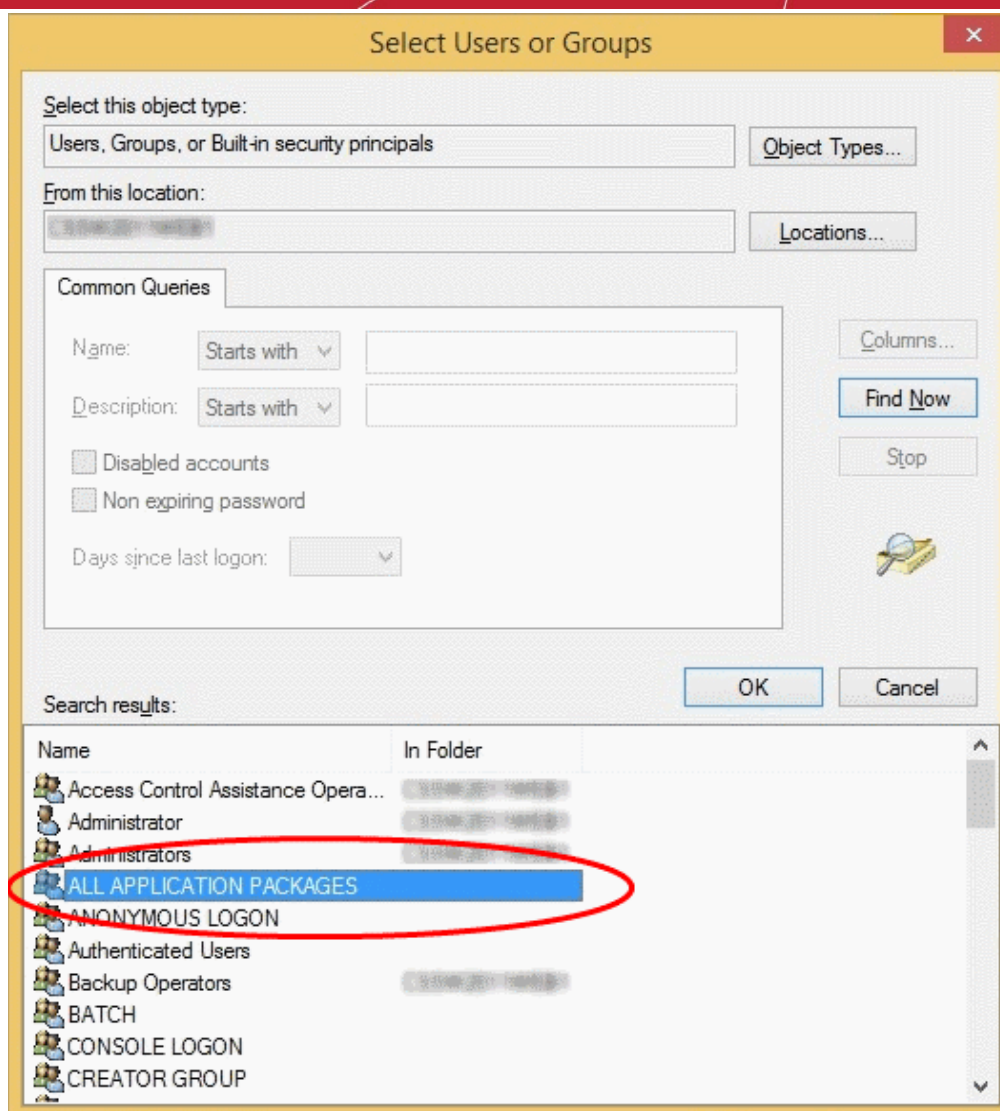 Select Users or Groups
Select this object type:
Users, Groups, or Built-in security principals
Object Types...
From this location:
Locations...
Common Queries
Name:
Starts with
Columns...
Description:
Starts with
Find Now
Disabled accounts
Stop
Non expiring password
Days since last logon:
OK
Cancel
Search results:
Name
In Folder
Access Control Assistance Opera...
Administrator
Administrators
ALL APPLICATION PACKAGES
ANONYMOUS LOGON
Authenticated Users
Backup Operators
BATCH
CONSOLE LOGON
CREATOR GROUP